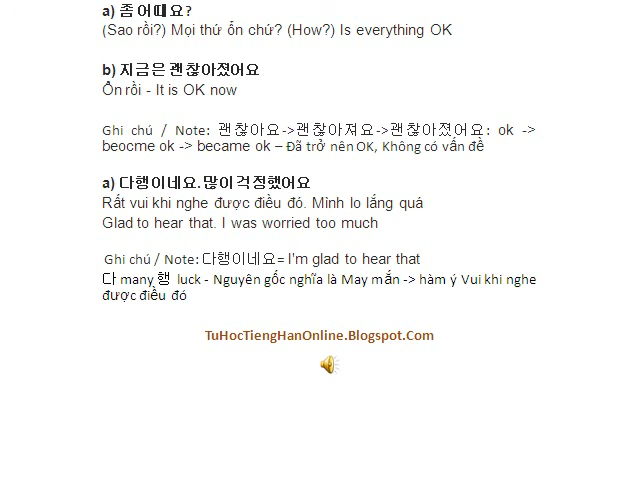 a) 좀 어떼요?
(Sao rồi?) Mọi thứ ổn chứ? (How?) Is everything OK
b) 지금은 괜찮아졌어요
Ổn rồi - It is OK now
Ghi chú / Note: 괜찮아요->괜찮아져요->괜찮아졌어요: ok ->
beocme ok -> became ok – Đã trở nên OK, Không có vấn đề
a) 다행이네요. 많이 걱정했어요
Rất vui khi nghe được điều đó. Mình lo lắng quá
Glad to hear that. I was worried too much
Ghi chú / Note: 다행이네요= I'm glad to hear that
다 many 행 luck - Nguyên gốc nghĩa là May mắn -> hàm ý Vui khi nghe
được điều đó
TuHocTiengHanOnline.Blogspot.Com